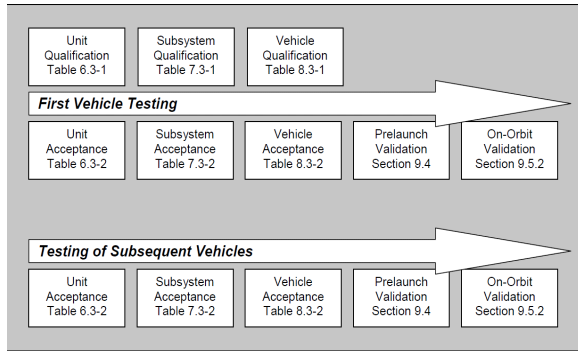 Unit
Qualification
Table 6.3-1
Subsystem
Qualification
Table 7.3-1
Vehicle
Qualification
Table 8.3-1
First Vehicle Testing
Unit
Acceptance
Table 6.3-2
Subsystem
Acceptance
Table 7.3-2
Vehicle
Acceptance
Table 8.3-2
Prelaunch
Validation
Section 9.4
On-Orbit
Validation
Section 9.5.2
Testing of Subsequent Vehicles
Unit
Acceptance
Table 6.3-2
Subsystem
Acceptance
Table 7.3-2
Vehicle
Acceptance
Table 8.3-2
Prelaunch
Validation
Section 9.4
On-Orbit
Validation
Section 9.5.2